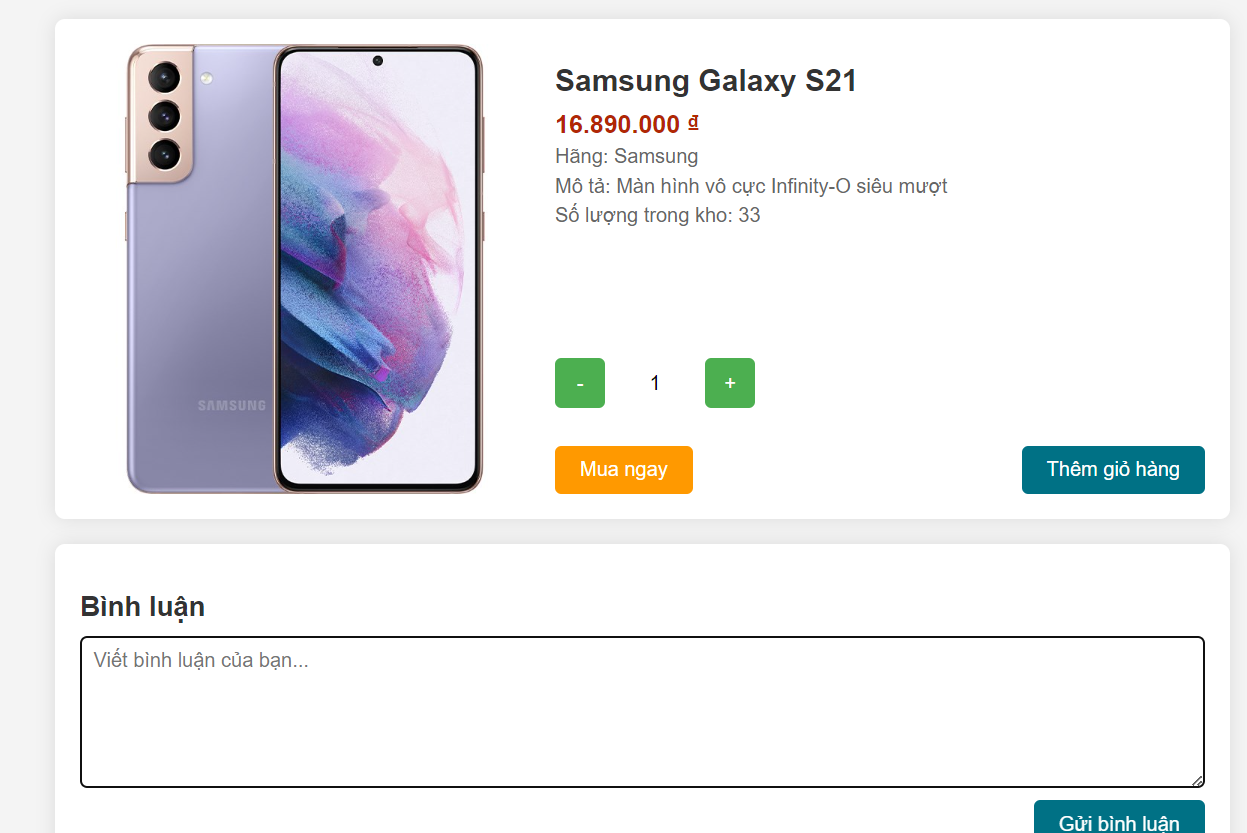 Samsung Galaxy S21
16.890.000 ₫
Hãng: Samsung
Mô tả: Màn hình vô cực Infinity-O siêu mượt
Số lượng trong kho: 33
- 1 +
SAMSUNG
Mua ngay
Thêm giỏ hàng
Bình luận
Viết bình luận của bạn...
Gửi bình luận